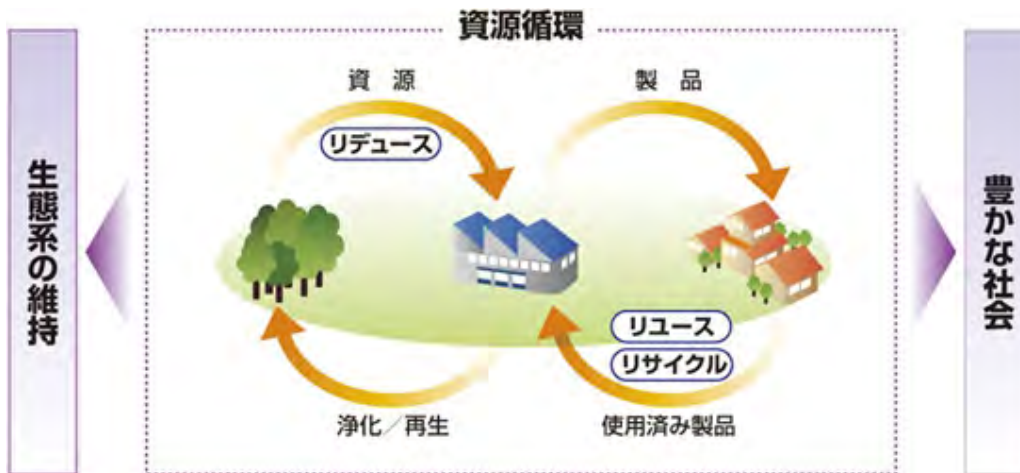 資源循環
資源
製品
リデュース
生態系の維持
豊かな社会
リユース
リサイクル
浄化／再生
使用済み製品